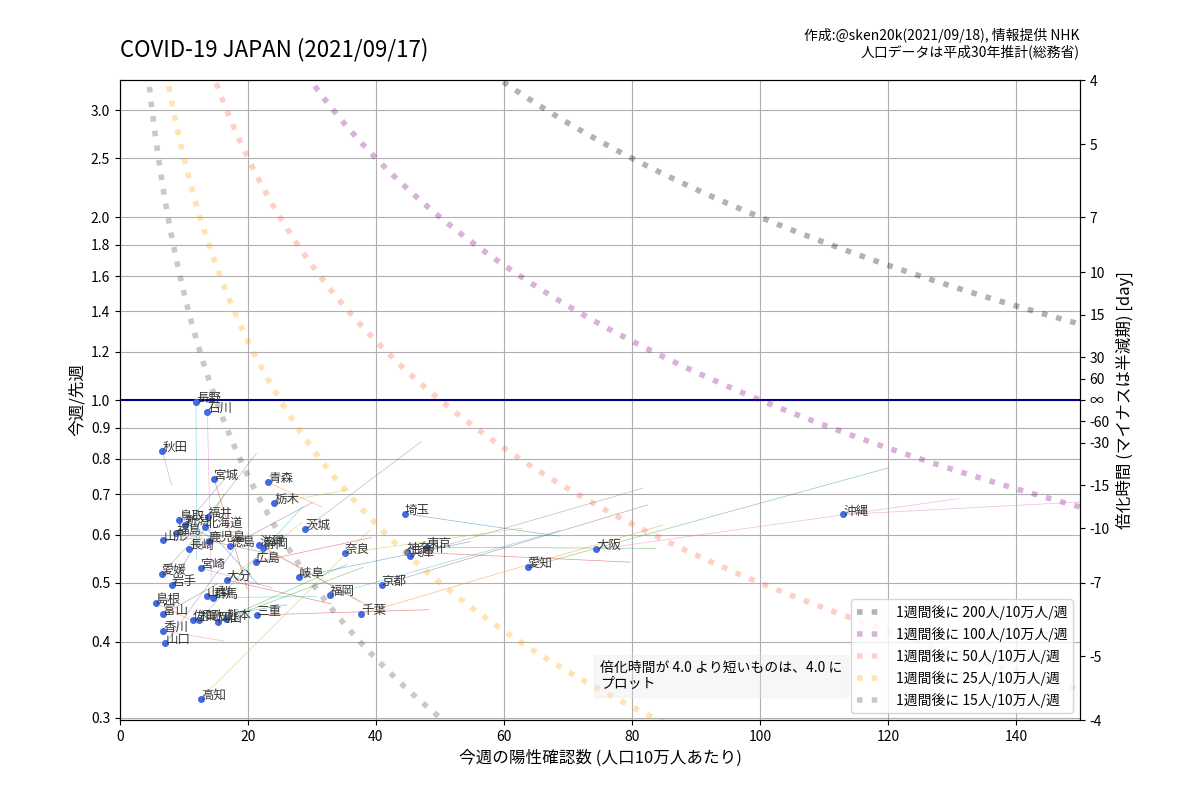 COVID-19 JAPAN (2021/09/17)
作成:@sken20k(2021/09/18), 情報提供 NHK
人口データは平成30年推計(総務省)
今週/先週
3.0
2.5
2.0
1.8
1.6
1.4
1.2
1.0
0.9
0.8
0.7
0.6
0.5
0.4
0.3
4
5
7
10
15
30
60
∞
-60
-30
-15
-10
-7
-5
-4
倍化時間 (マイナスは半減期) [day]
長野
石川
秋田
宮城
青森
栃木
鳥取
福井
埼玉
沖縄
北海道
茨城
福島
山形
鹿児島
徳島
静岡
長崎
東京
奈良
大阪
広島
愛知
宮崎
愛媛
大分
岐阜
岩手
京都
福岡
群馬
島根
富山
熊本
三重
千葉
香川
山口
高知
倍化時間が 4.0 より短いものは、4.0 に
プロット
1週間後に 200人/10万人/週
1週間後に 100人/10万人/週
1週間後に 50人/10万人/週
1週間後に 25人/10万人/週
1週間後に 15人/10万人/週
0
20
40
60
80
100
120
140
今週の陽性確認数 (人口10万人あたり)